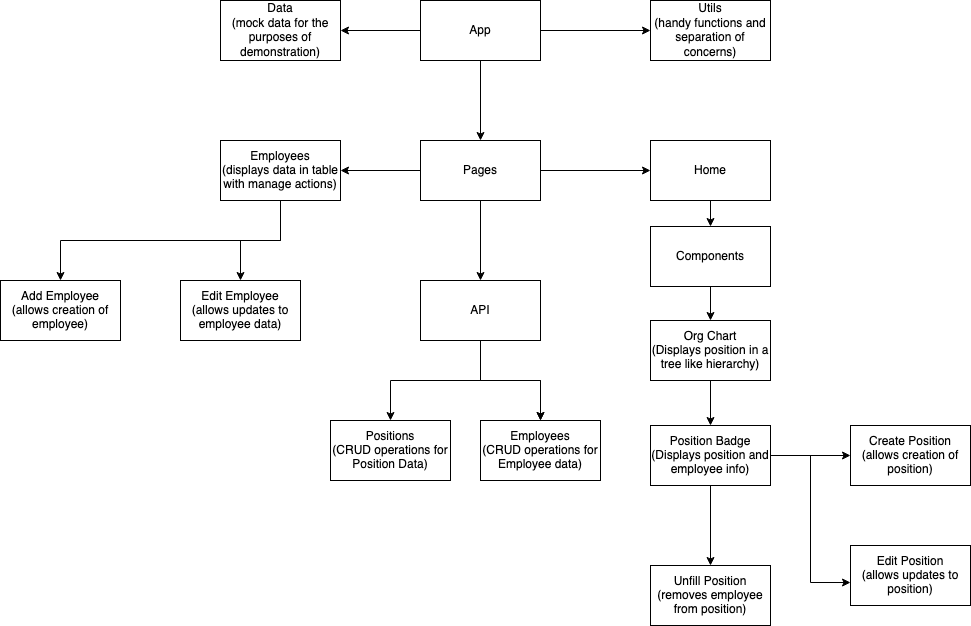 Data
(mock data for the
purposes of
demonstration)
App
Utils
(handy functions and
separation of
concerns)
Employees
(displays data in table
with manage actions)
Pages
Home
Components
Add Employee
(allows creation of
employee)
Edit Employee
(allows updates to
employee data)
API
Org Chart
(Displays position in a
tree like hierarchy)
Positions
(CRUD operations for
Position Data)
Employees
(CRUD operations for
Employee data)
Position Badge
(Displays position and
employee info)
Create Position
(allows creation of
position)
Unfill Position
(removes employee
from position)
Edit Position
(allows updates to
position)